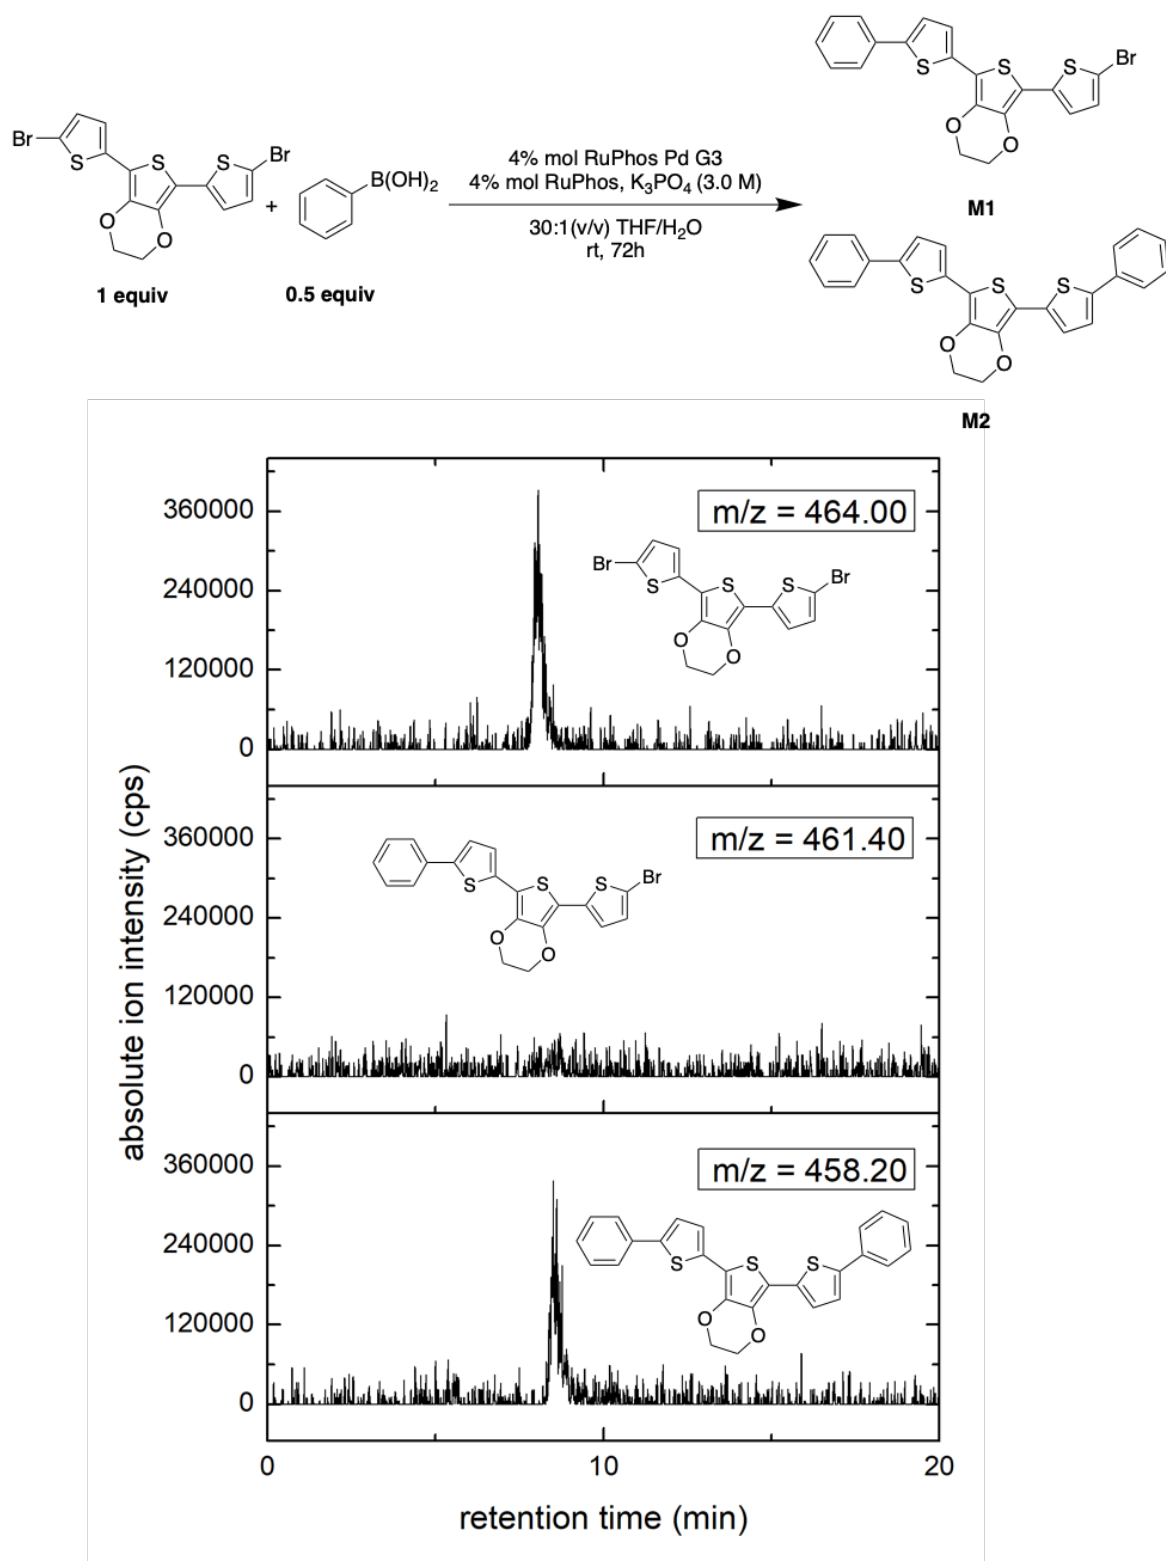 Br
S
S
S
Br
O
O
+
B(OH)2
1 equiv
0.5 equiv
4% mol RuPhos Pd G3
4% mol RuPhos, K3PO4 (3.0 M)
30:1(v/v) THF/H2O
rt, 72h
S
S
S
Br
O
O
M1
S
S
S
O
O
M2
absolute ion intensity (cps)
360000
240000
120000
0
m/z = 464.00
Br
S
S
S
Br
O
O
360000
240000
120000
0
m/z = 461.40
S
S
S
Br
O
O
360000
240000
120000
0
m/z = 458.20
S
S
S
O
O
0
10
20
retention time (min)